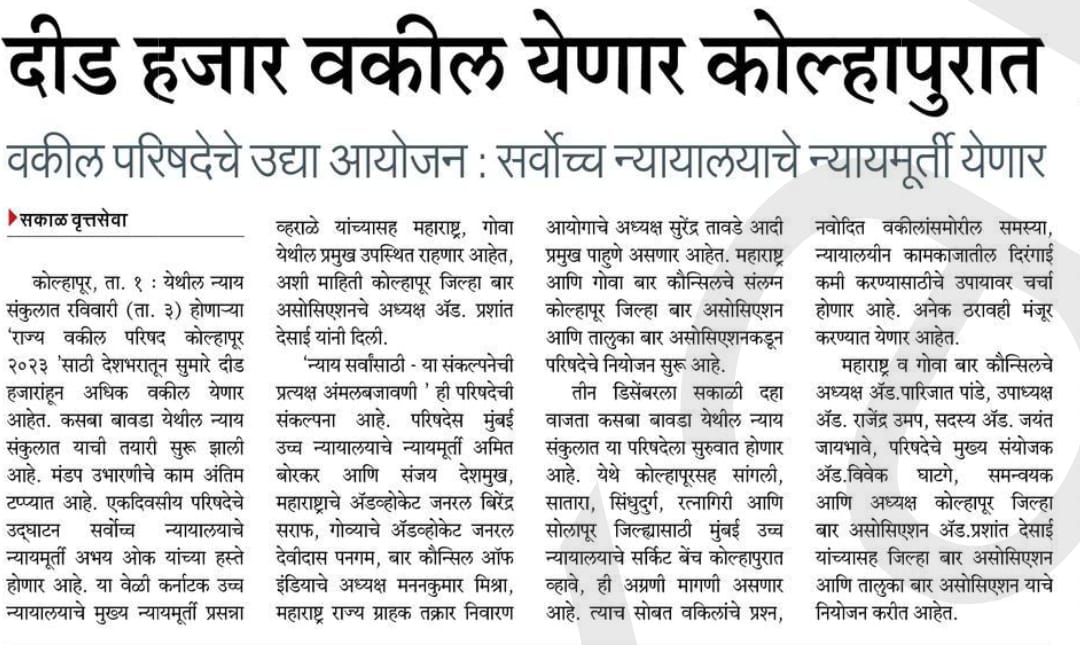 दीड हजार वकील येणार कोल्हापुरात
वकील परिषदेचे उद्या आयोजन : सर्वोच्च न्यायालयाचे न्यायमूर्ती येणार
सकाळ वृत्तसेवा
कोल्हापूर, ता. १ : येथील न्याय
संकुलात रविवारी (ता. ३) होणाऱ्या
‘राज्य वकील परिषद कोल्हापूर
२०२३ ’साठी देशभरातून सुमारे दीड
हजारांहून अधिक वकील येणार
आहेत. कसबा बावडा येथील न्याय
संकुलात याची तयारी सुरू झाली
आहे. मंडप उभारणीचे काम अंतिम
टप्प्यात आहे. एकदिवसीय परिषदेचे
उद्‌घाटन सर्वोच्च न्यायालयाचे
न्यायमूर्ती अभय ओक यांच्या हस्ते
होणार आहे. या वेळी कर्नाटक उच्च
न्यायालयाचे मुख्य न्यायमूर्ती प्रसन्ना
व्हराळे यांच्यासह महाराष्ट्र, गोवा
येथील प्रमुख उपस्थित राहणार आहेत,
अशी माहिती कोल्हापूर जिल्हा बार
असोसिएशनचे अध्यक्ष ॲड. प्रशांत
देसाई यांनी दिली.
‘न्याय सर्वांसाठी - या संकल्पनेची
प्रत्यक्ष अंमलबजावणी ’ ही परिषदेची
संकल्पना आहे. परिषदेस मुंबई
उच्च न्यायालयाचे न्यायमूर्ती अमित
बोरकर आणि संजय देशमुख,
महाराष्ट्राचे ॲडव्होकेट जनरल बिरेंद्र
सराफ, गोव्याचे ॲडव्होकेट जनरल
देवीदास पनगम, बार कौन्सिल ऑफ
इंडियाचे अध्यक्ष मननकुमार मिश्रा,
महाराष्ट्र राज्य ग्राहक तक्रार निवारण
आयोगाचे अध्यक्ष सुरेंद्र तावडे आदी
प्रमुख पाहुणे असणार आहेत. महाराष्ट्र
आणि गोवा बार कौन्सिलचे संलग्न
कोल्हापूर जिल्हा बार असोसिएशन
आणि तालुका बार असोसिएशनकडून
परिषदेचे नियोजन सुरू आहे.
तीन डिसेंबरला सकाळी दहा
वाजता कसबा बावडा येथील न्याय
संकुलात या परिषदेला सुरुवात होणार
आहे. येथे कोल्हापूरसह सांगली,
सातारा, सिंधुदुर्ग, रत्नागिरी आणि
सोलापूर जिल्ह्यासाठी मुंबई उच्च
न्यायालयाचे सर्किट बेंच कोल्हापुरात
व्हावे, ही अग्रणी मागणी असणार
आहे. त्याच सोबत वकिलांचे प्रश्न,
नवोदित वकीलांसमोरील समस्या,
न्यायालयीन कामकाजातील दिरंगाई
कमी करण्यासाठीचे उपायावर चर्चा
होणार आहे. अनेक ठरावही मंजूर
करण्यात येणार आहेत.
महाराष्ट्र व गोवा बार कौन्सिलचे
अध्यक्ष ॲड.पारिजात पांडे, उपाध्यक्ष
ॲड. राजेंद्र उमप, सदस्य ॲड. जयंत
जायभावे, परिषदेचे मुख्य संयोजक
ॲड.विवेक घाटगे, समन्वयक
आणि अध्यक्ष कोल्हापूर जिल्हा
बार असोसिएशन ॲड.प्रशांत देसाई
यांच्यासह जिल्हा बार असोसिएशन
आणि तालुका बार असोसिएशन याचे
नियोजन करीत आहेत.